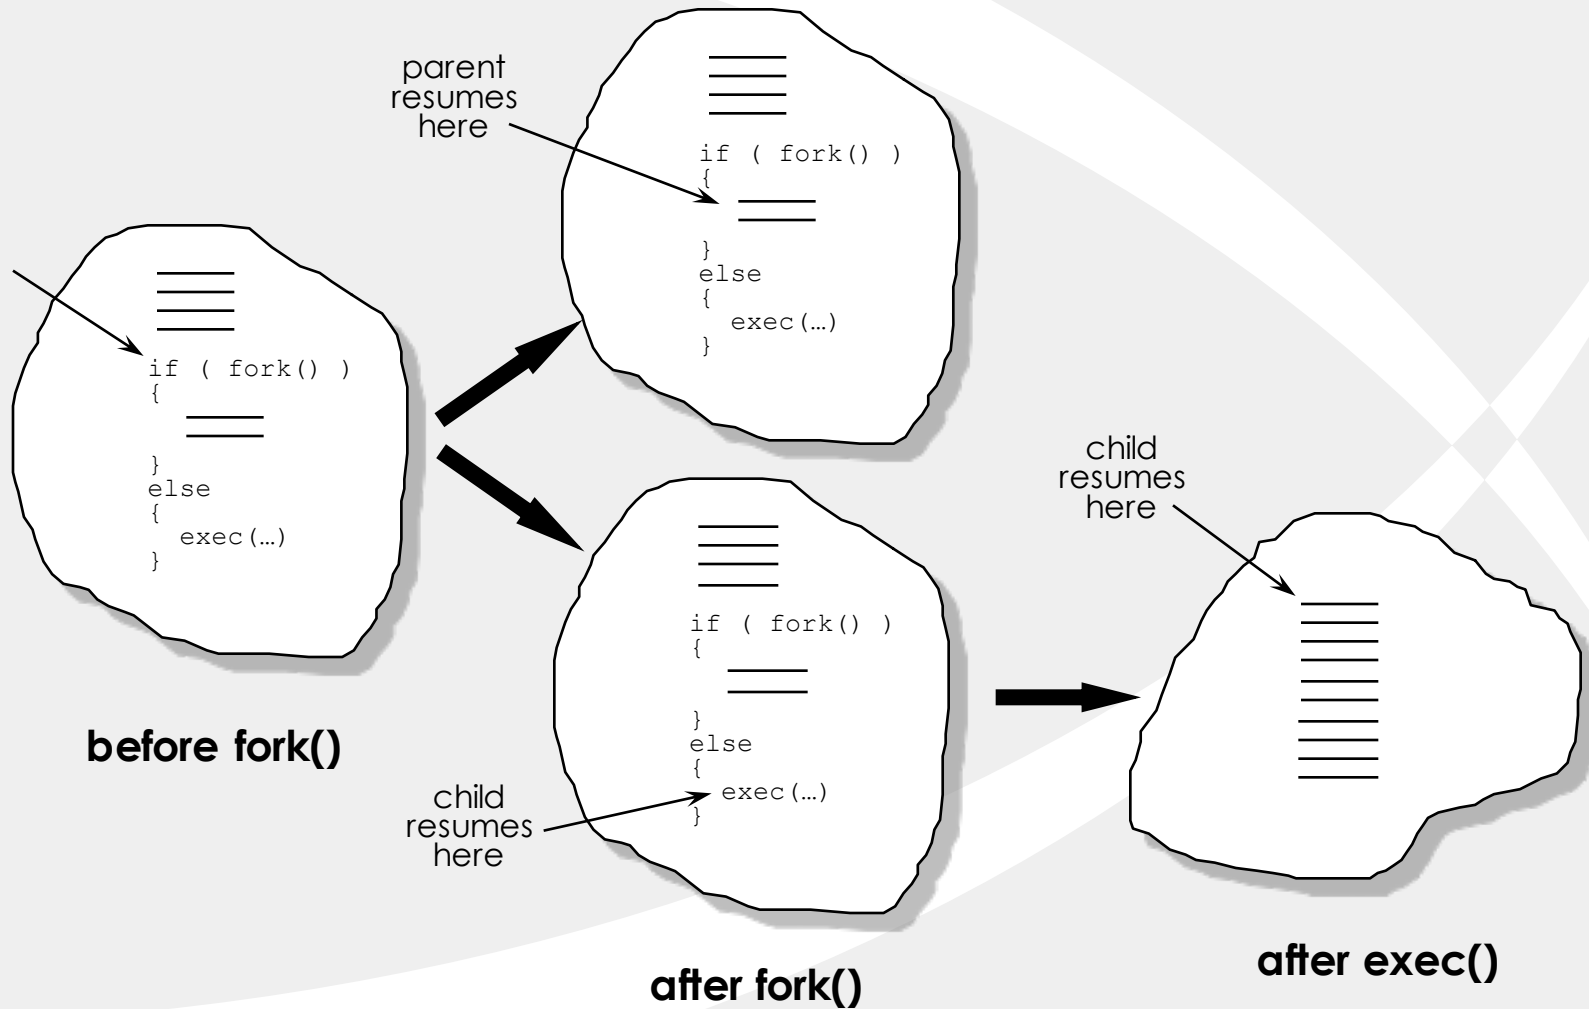 parent
resumes
here
if ( fork() )
{
}
else
{
exec(…)
}
if ( fork() )
{
}
else
{
exec(…)
}
before fork()
if ( fork() )
{
}
else
{
exec(…)
}
child
resumes
here
after fork()
child
resumes
here
after exec()